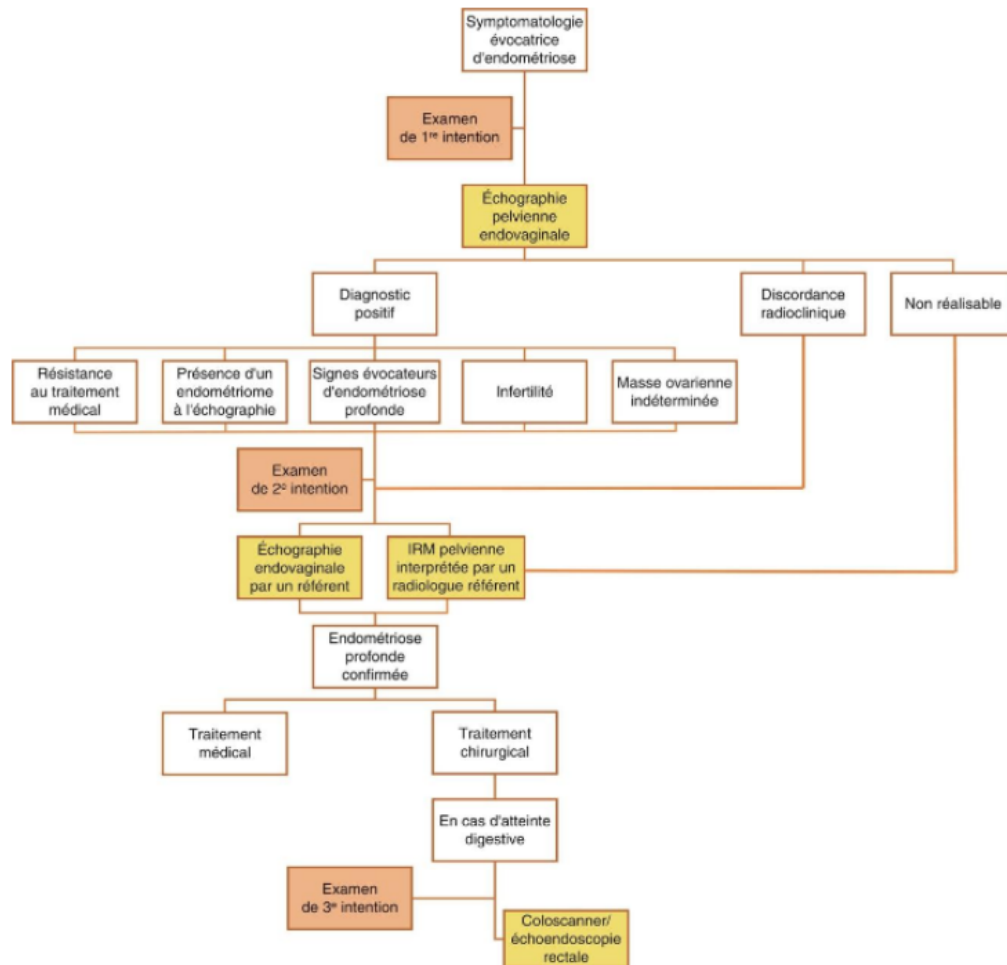 Symptomatologie
évocatrice
d'endométriose
Examen
de 1re intention
Échographie
pelvienne
endovaginale
Diagnostic
positif
Discordance
radioclinique
Non réalisable
Résistance
au traitement
médical
Présence d'un
endométriome
à l'échographie
Signes évocateurs
d'endométriose
profonde
Infertilité
Masse ovarienne
indéterminée
Examen
de 2e intention
Échographie
endovaginale
par un référent
IRM pelvienne
interprétée par un
radiologue référent
Endométriose
profonde
confirmée
Traitement
médical
Traitement
chirurgical
En cas d'atteinte
digestive
Examen
de 3e intention
Coloscanner/
échoendoscopie
rectale